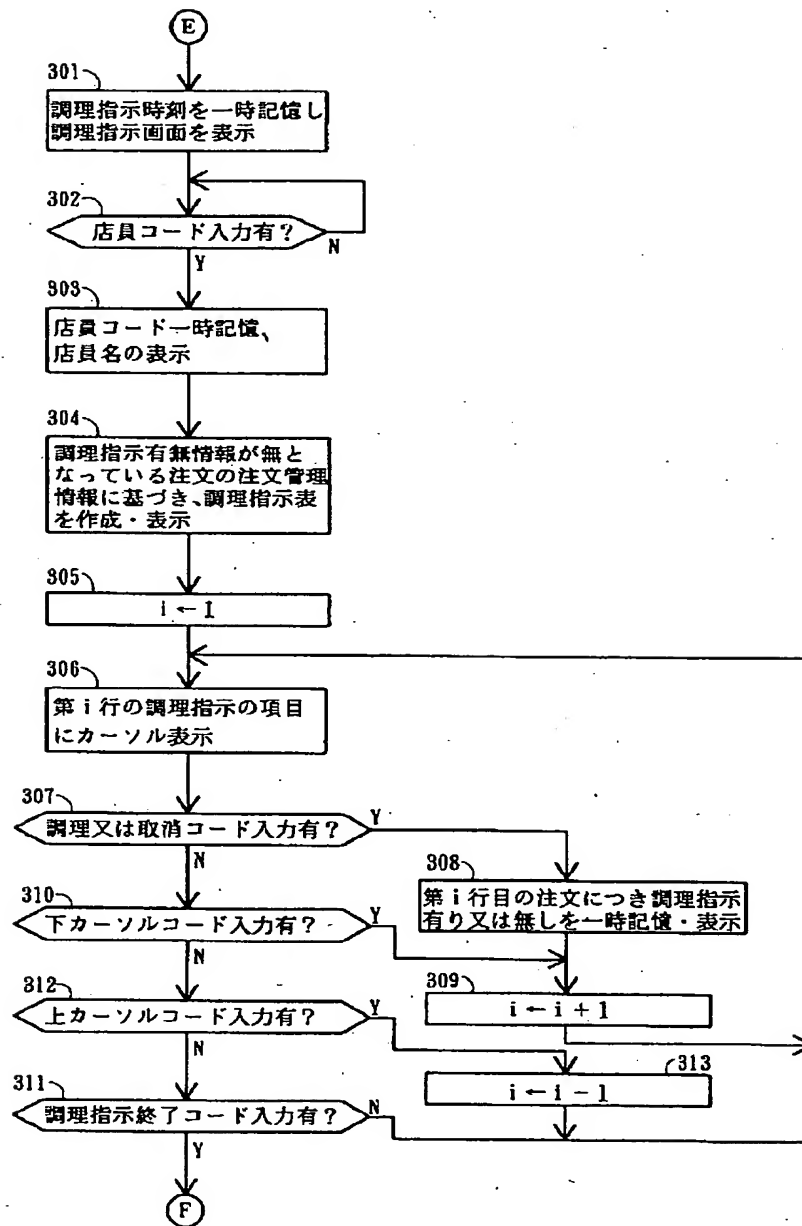 E
301
調理指示時刻を一時記憶し
調理指示画面を表示
302
店員コード入力有?
N
Y
303
店員コード一時記憶、
店員名の表示
304
調理指示有無情報が無と
なっている注文の注文管理
情報に基づき、調理指示表
を作成・表示
305
i←1
306
第i行の調理指示の項目
にカーソル表示
307
調理又は取消コード入力有?
Y
N
308
第i行目の注文につき調理指示
有り又は無しを一時記憶・表示
310
下カーソルコード入力有?
Y
N
309
i←i+1
312
上カーソルコード入力有?
Y
N
313
i←i-1
311
調理指示終了コード入力有?
N
Y
F